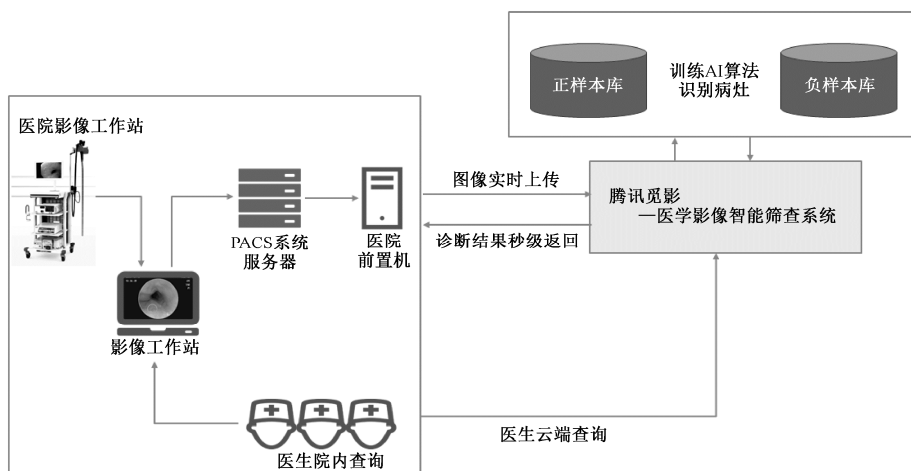 正样本库
训练AI算法
识别病灶
负样本库
医院影像工作站
图像实时上传
腾讯觅影
—医学影像智能筛查系统
PACS系统
服务器
医院
前置机
诊断结果秒级返回
影像工作站
医生云端查询
医生院内查询